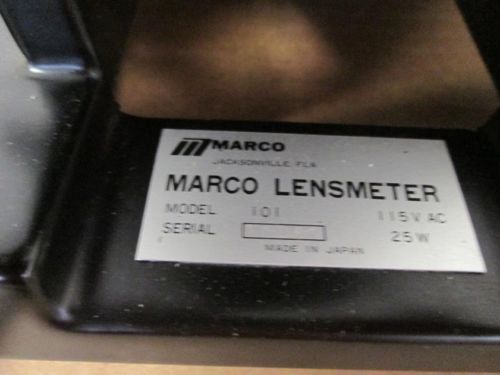 MARCO
JACKSONVILLE, FLA
MARCO LENSMETER
MODEL 101 115V AC
SERIAL 25W
MADE IN JAPAN